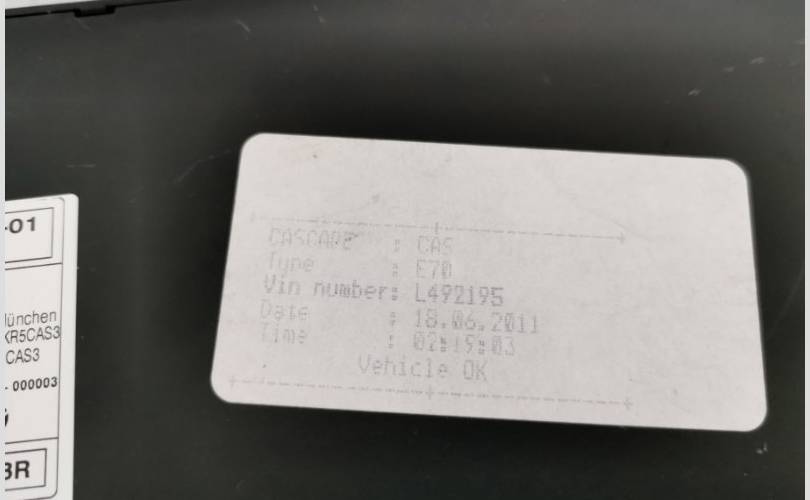 -01
München
KR5CAS3
CAS3
- 000003
BR
CASCADE : CAS
Type : E70
Vin number: L492195
Date : 18.06.2011
Time : 02:19:03
Vehicle OK